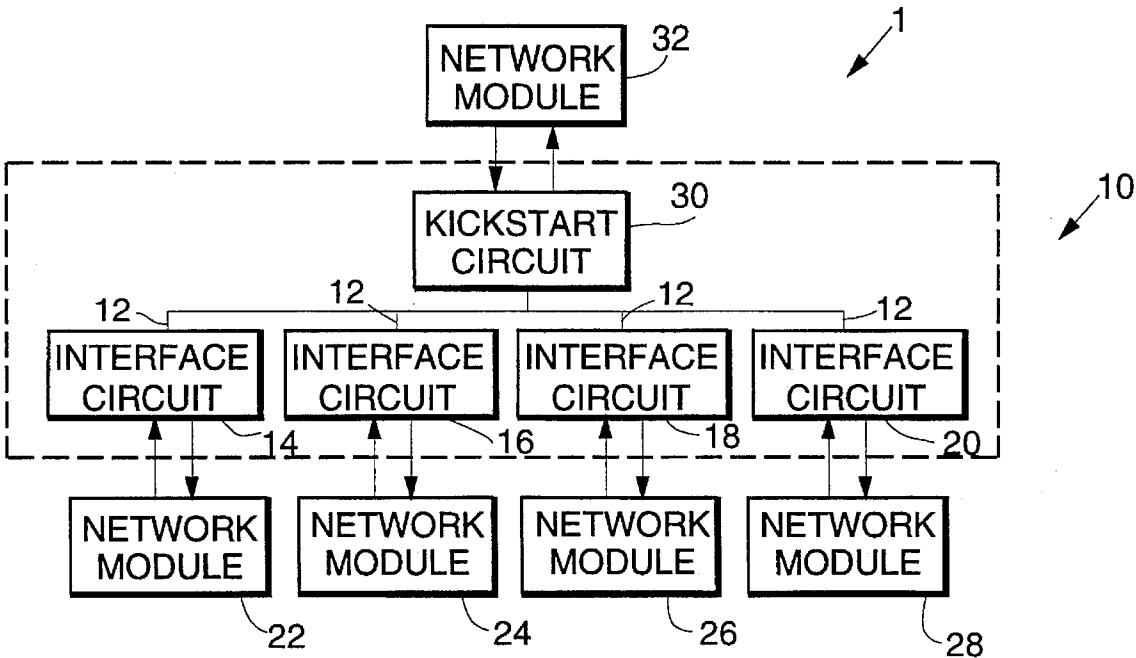 1
NETWORK
MODULE
32
10
KICKSTART
CIRCUIT
30
12
12
12
12
INTERFACE
CIRCUIT
14
INTERFACE
CIRCUIT
16
INTERFACE
CIRCUIT
18
INTERFACE
CIRCUIT
20
NETWORK
MODULE
22
NETWORK
MODULE
24
NETWORK
MODULE
26
NETWORK
MODULE
28